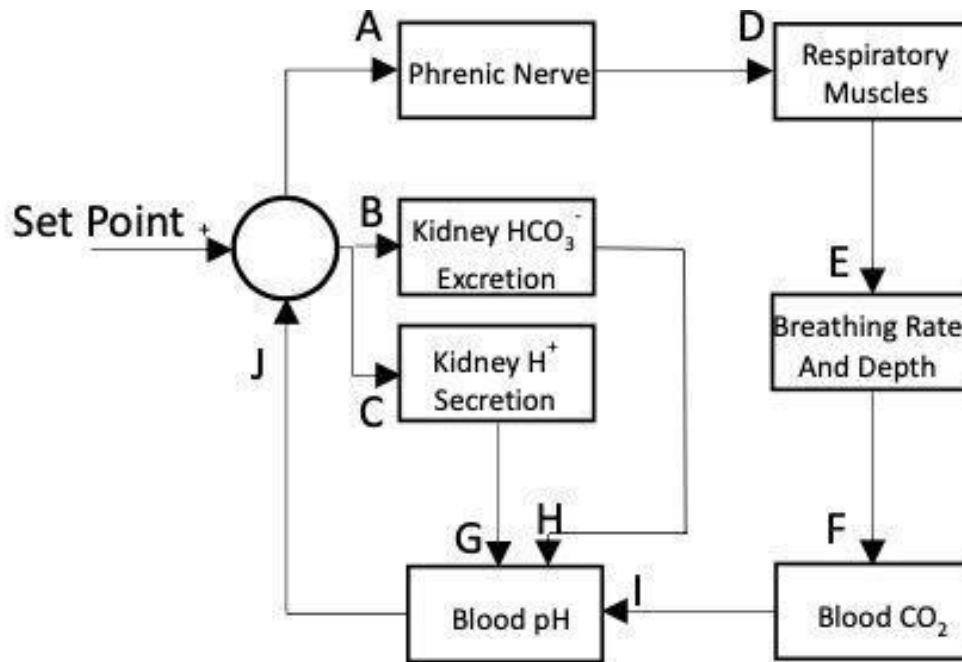 A
Phrenic Nerve
D
Respiratory
Muscles
Set Point +
B
Kidney HCO₃⁻
Excretion
C
Kidney H⁺
Secretion
E
Breathing Rate
And Depth
J
G
H
F
I
Blood pH
Blood CO₂